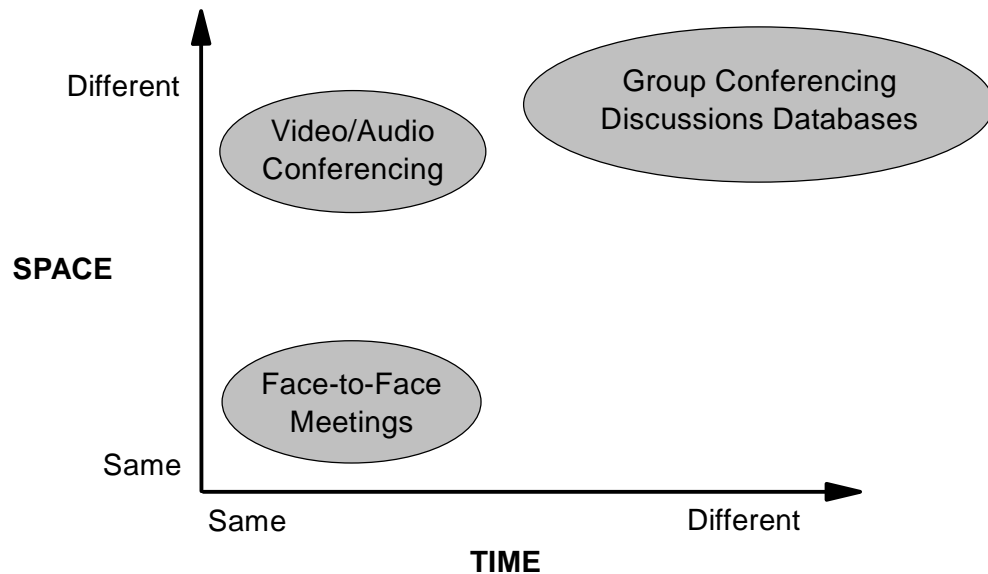 Different
Group Conferencing
Discussions Databases
Video/Audio
Conferencing
SPACE
Face-to-Face
Meetings
Same
Same
Different
TIME